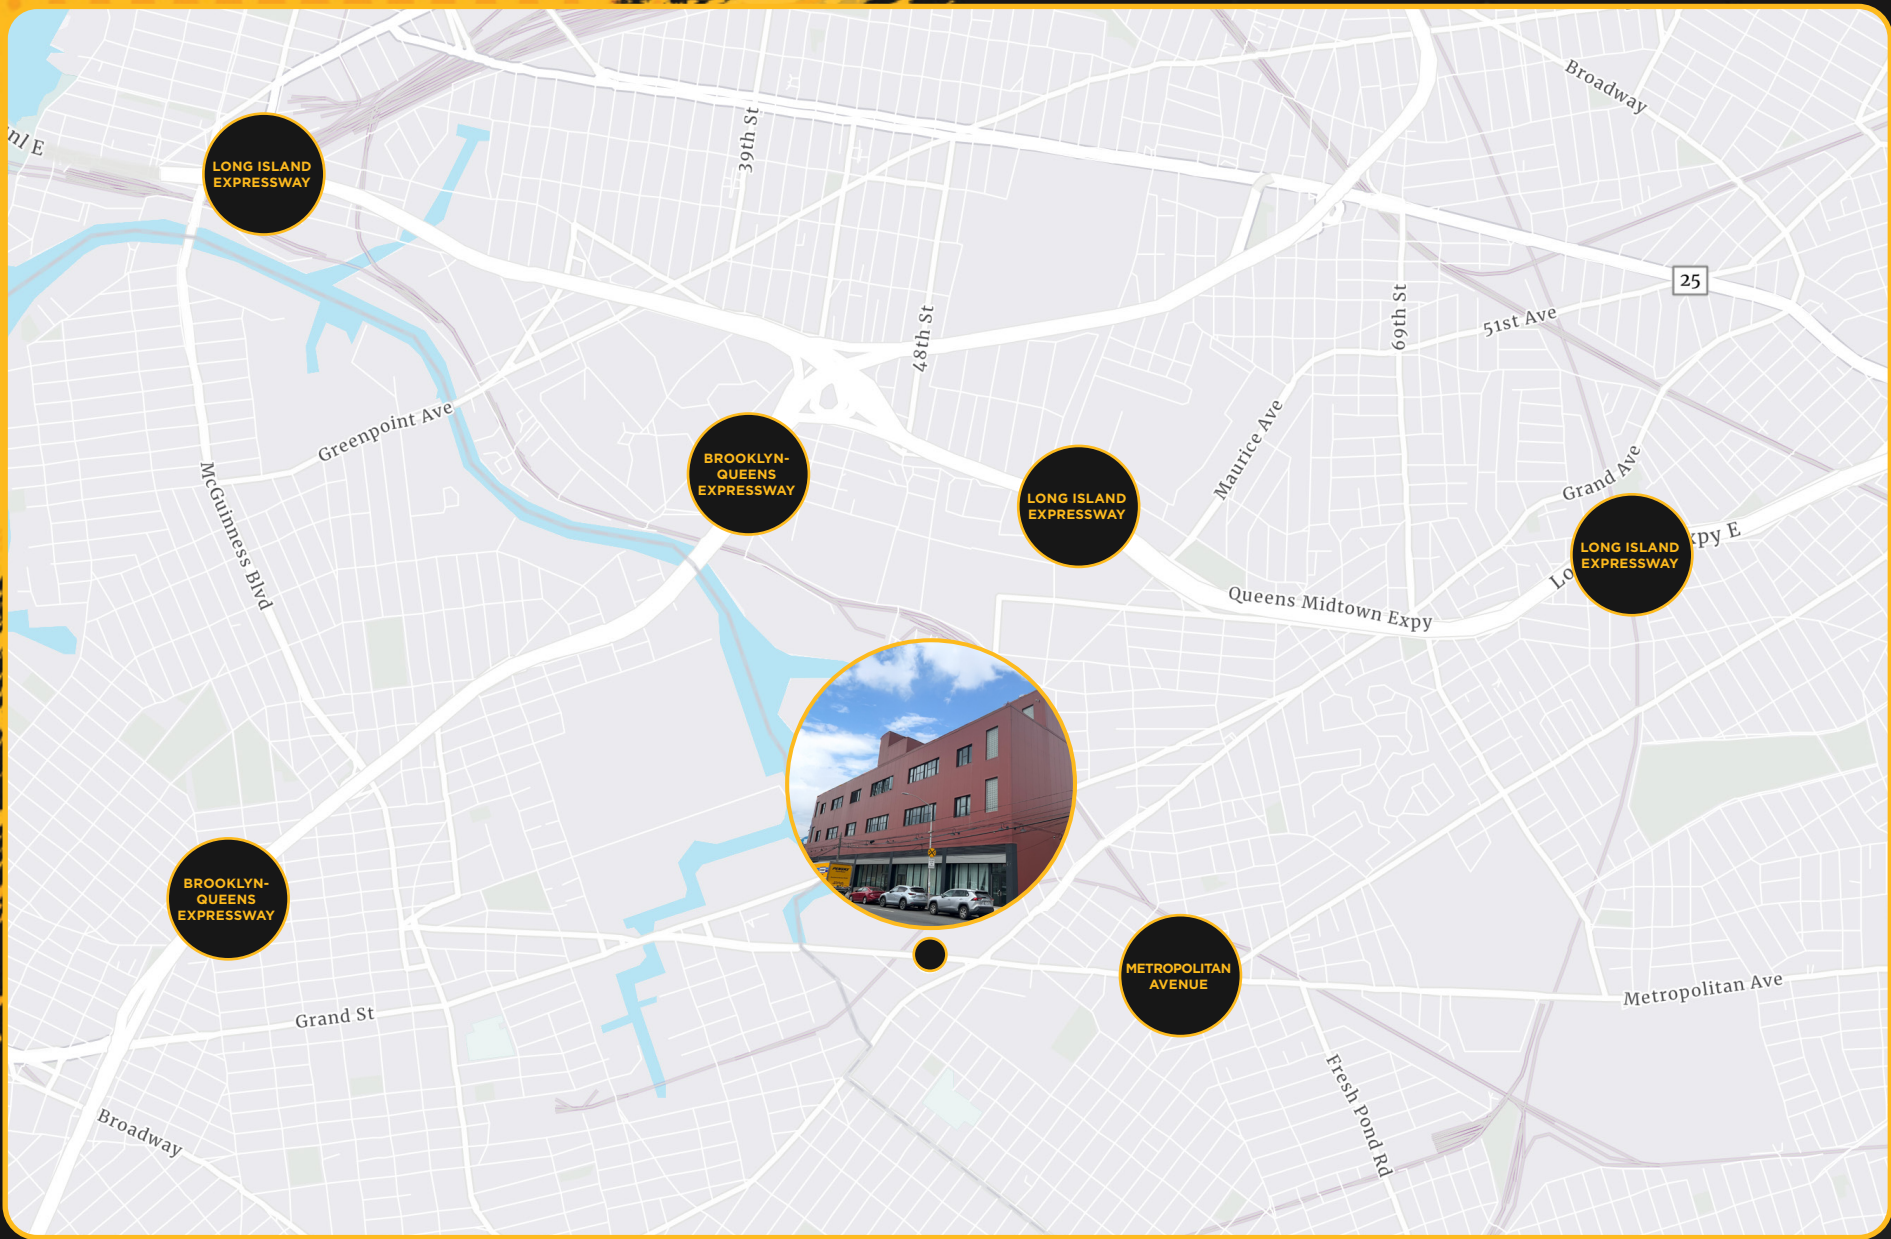 Broadway
nl E
39th St
LONG ISLAND
EXPRESSWAY
25
48th St
69th St
51st Ave
Greenpoint Ave
Maurice Ave
McGuinness Blvd
BROOKLYN-
QUEENS
EXPRESSWAY
LONG ISLAND
EXPRESSWAY
Grand Ave
LONG ISLAND
EXPRESSWAY
Lo
xpy E
Queens Midtown Expy
BROOKLYN-
QUEENS
EXPRESSWAY
METROPOLITAN
AVENUE
Metropolitan Ave
Grand St
Fresh Pond Rd
Broadway